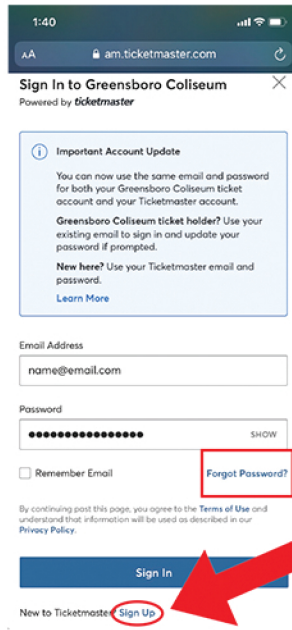 1:40
AA am.ticketmaster.com
Sign In to Greensboro Coliseum
Powered by ticketmaster
Important Account Update
You can now use the same email and password
for both your Greensboro Coliseum ticket
account and your Ticketmaster account.
Greensboro Coliseum ticket holder? Use your
existing email to sign in and update your
password if prompted.
New here? Use your Ticketmaster email and
password.
Learn More
Email Address
name@email.com
Password
SHOW
Remember Email Forgot Password?
By continuing past this page, you agree to the Terms of Use and
understand that information will be used as described in our
Privacy Policy.
Sign In
New to Ticketmaster? Sign Up